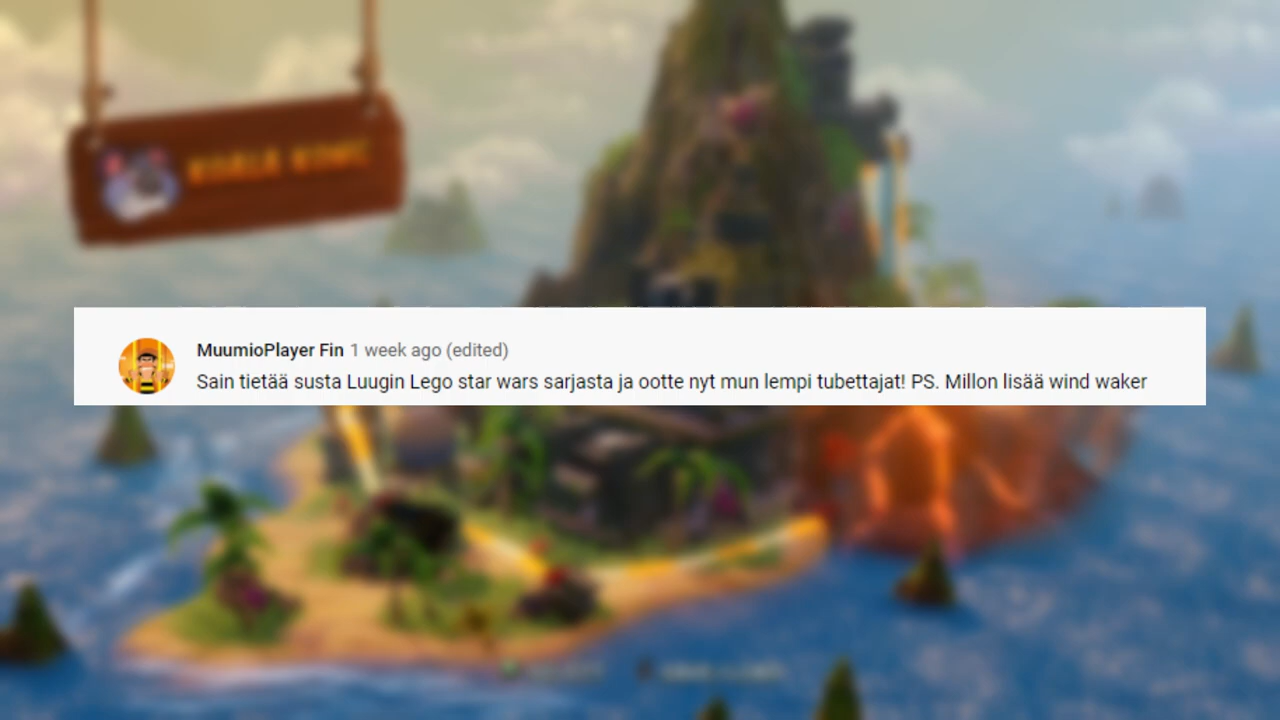 MuumioPlayer Fin 1 week ago (edited)
Sain tietää susta Luugin Lego star wars sarjasta ja ootte nyt mun lempi tubettajat! PS. Millon lisää wind waker